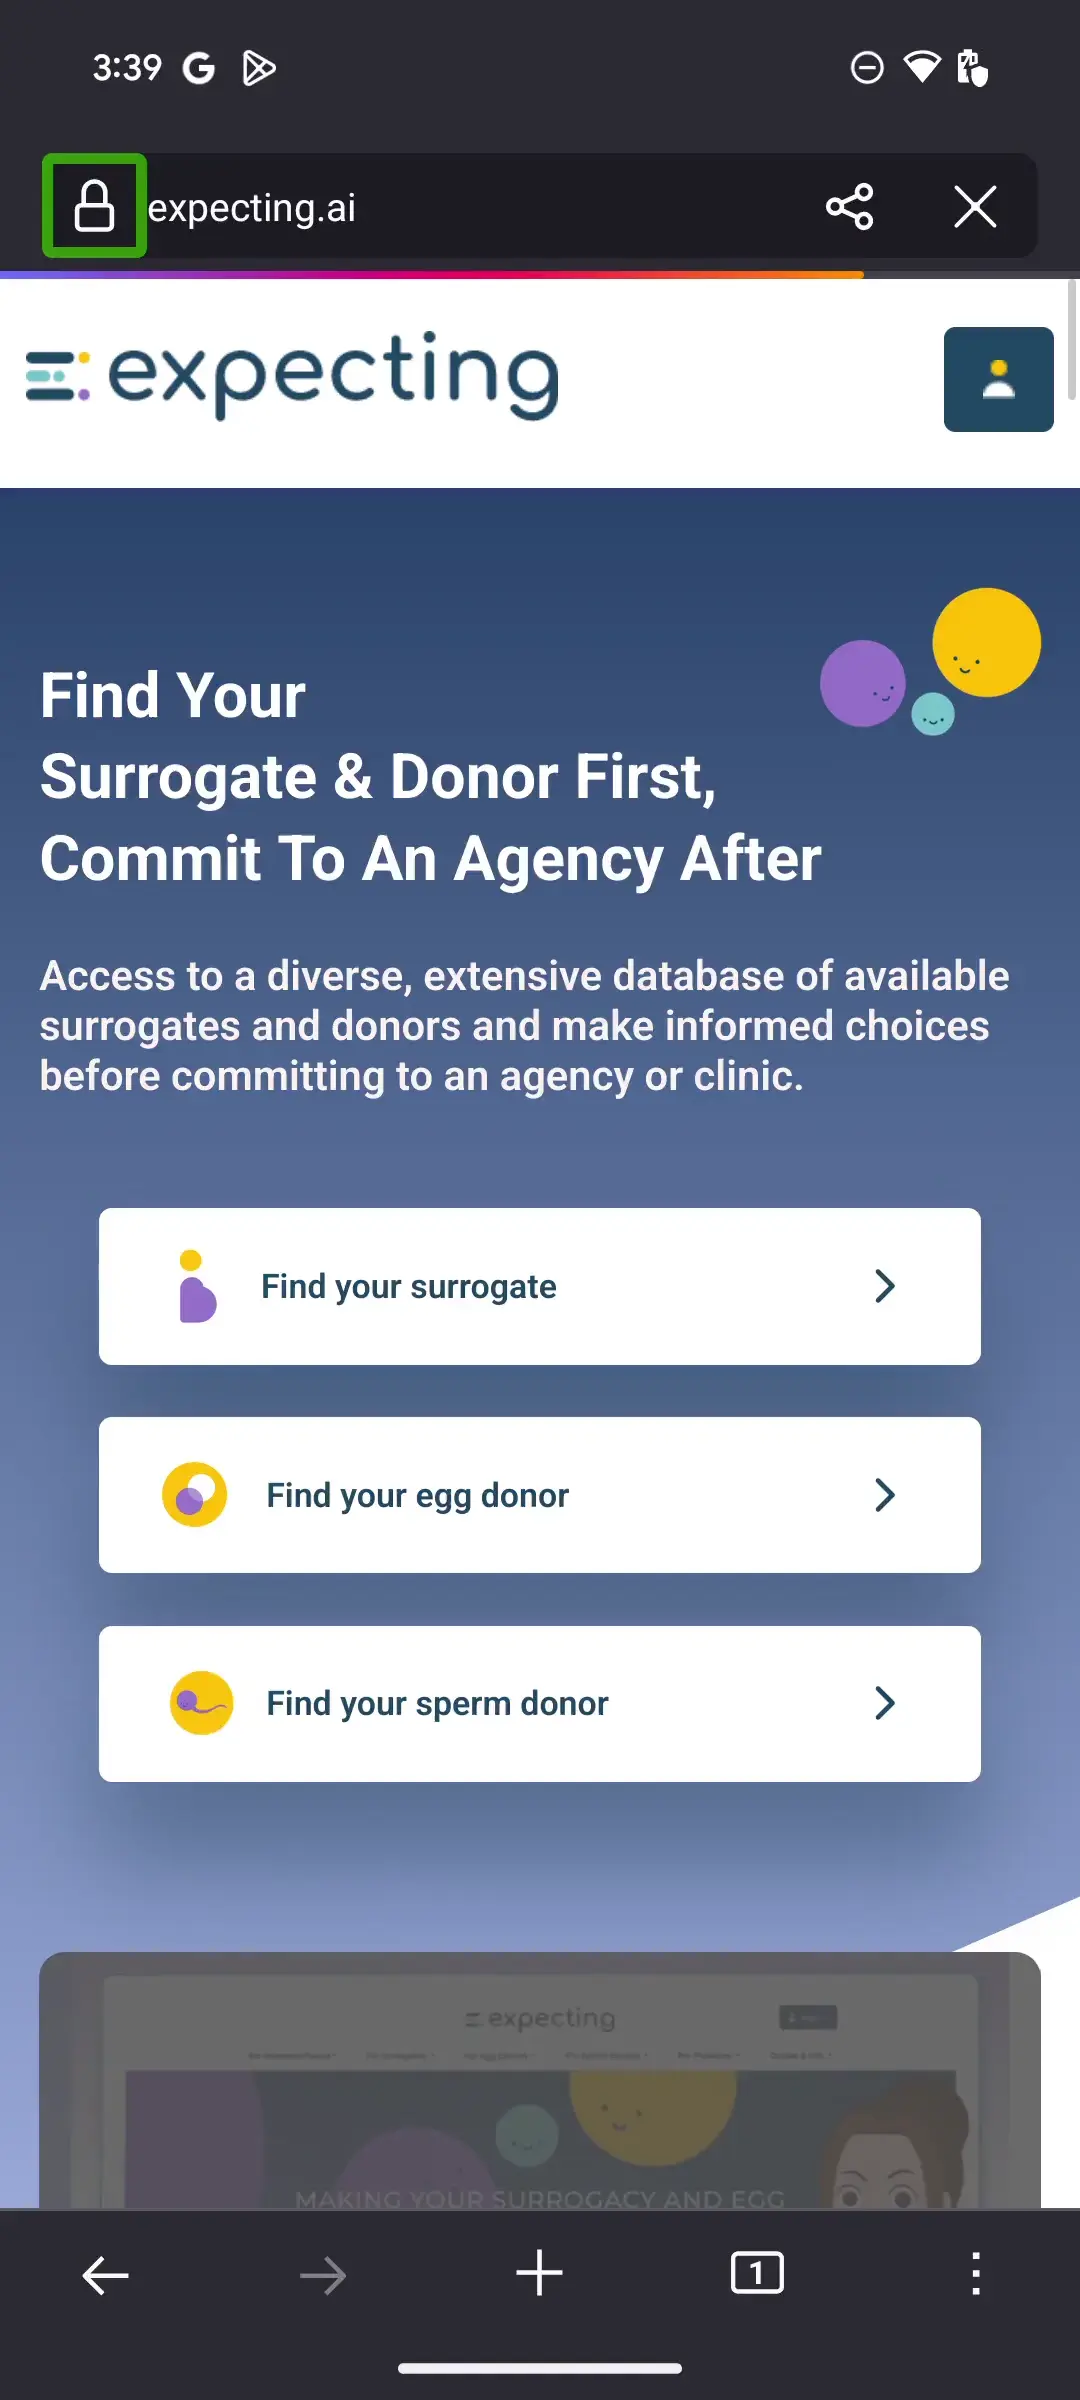 3:39
expecting.ai
expecting
Find Your
Surrogate & Donor First,
Commit To An Agency After
Access to a diverse, extensive database of available
surrogates and donors and make informed choices
before committing to an agency or clinic.
Find your surrogate
Find your egg donor
Find your sperm donor
expecting
MAKING YOUR SURROGACY AND EGG
1